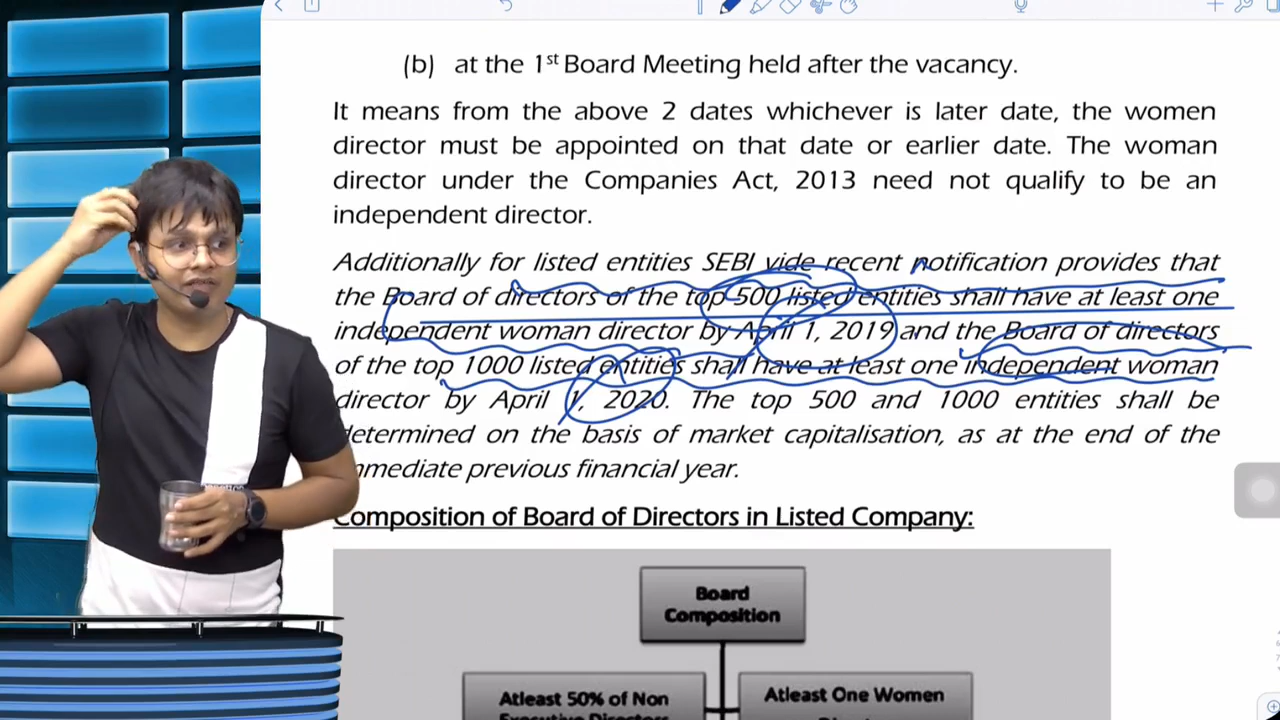 (b) at the 1st Board Meeting held after the vacancy.
It means from the above 2 dates whichever is later date, the women
director must be appointed on that date or earlier date. The woman
director under the Companies Act, 2013 need not qualify to be an
independent director.
Additionally for listed entities SEBI vide recent notification provides that
the Board of directors of the top 500 listed entities shall have at least one
independent woman director by April 1, 2019 and the Board of directors
of the top 1000 listed entities shall have at least one independent woman
director by April 1, 2020. The top 500 and 1000 entities shall be
determined on the basis of market capitalisation, as at the end of the
immediate previous financial year.
Composition of Board of Directors in Listed Company:
Board
Composition
Atleast 50% of Non
Executive Directors
Atleast One Women